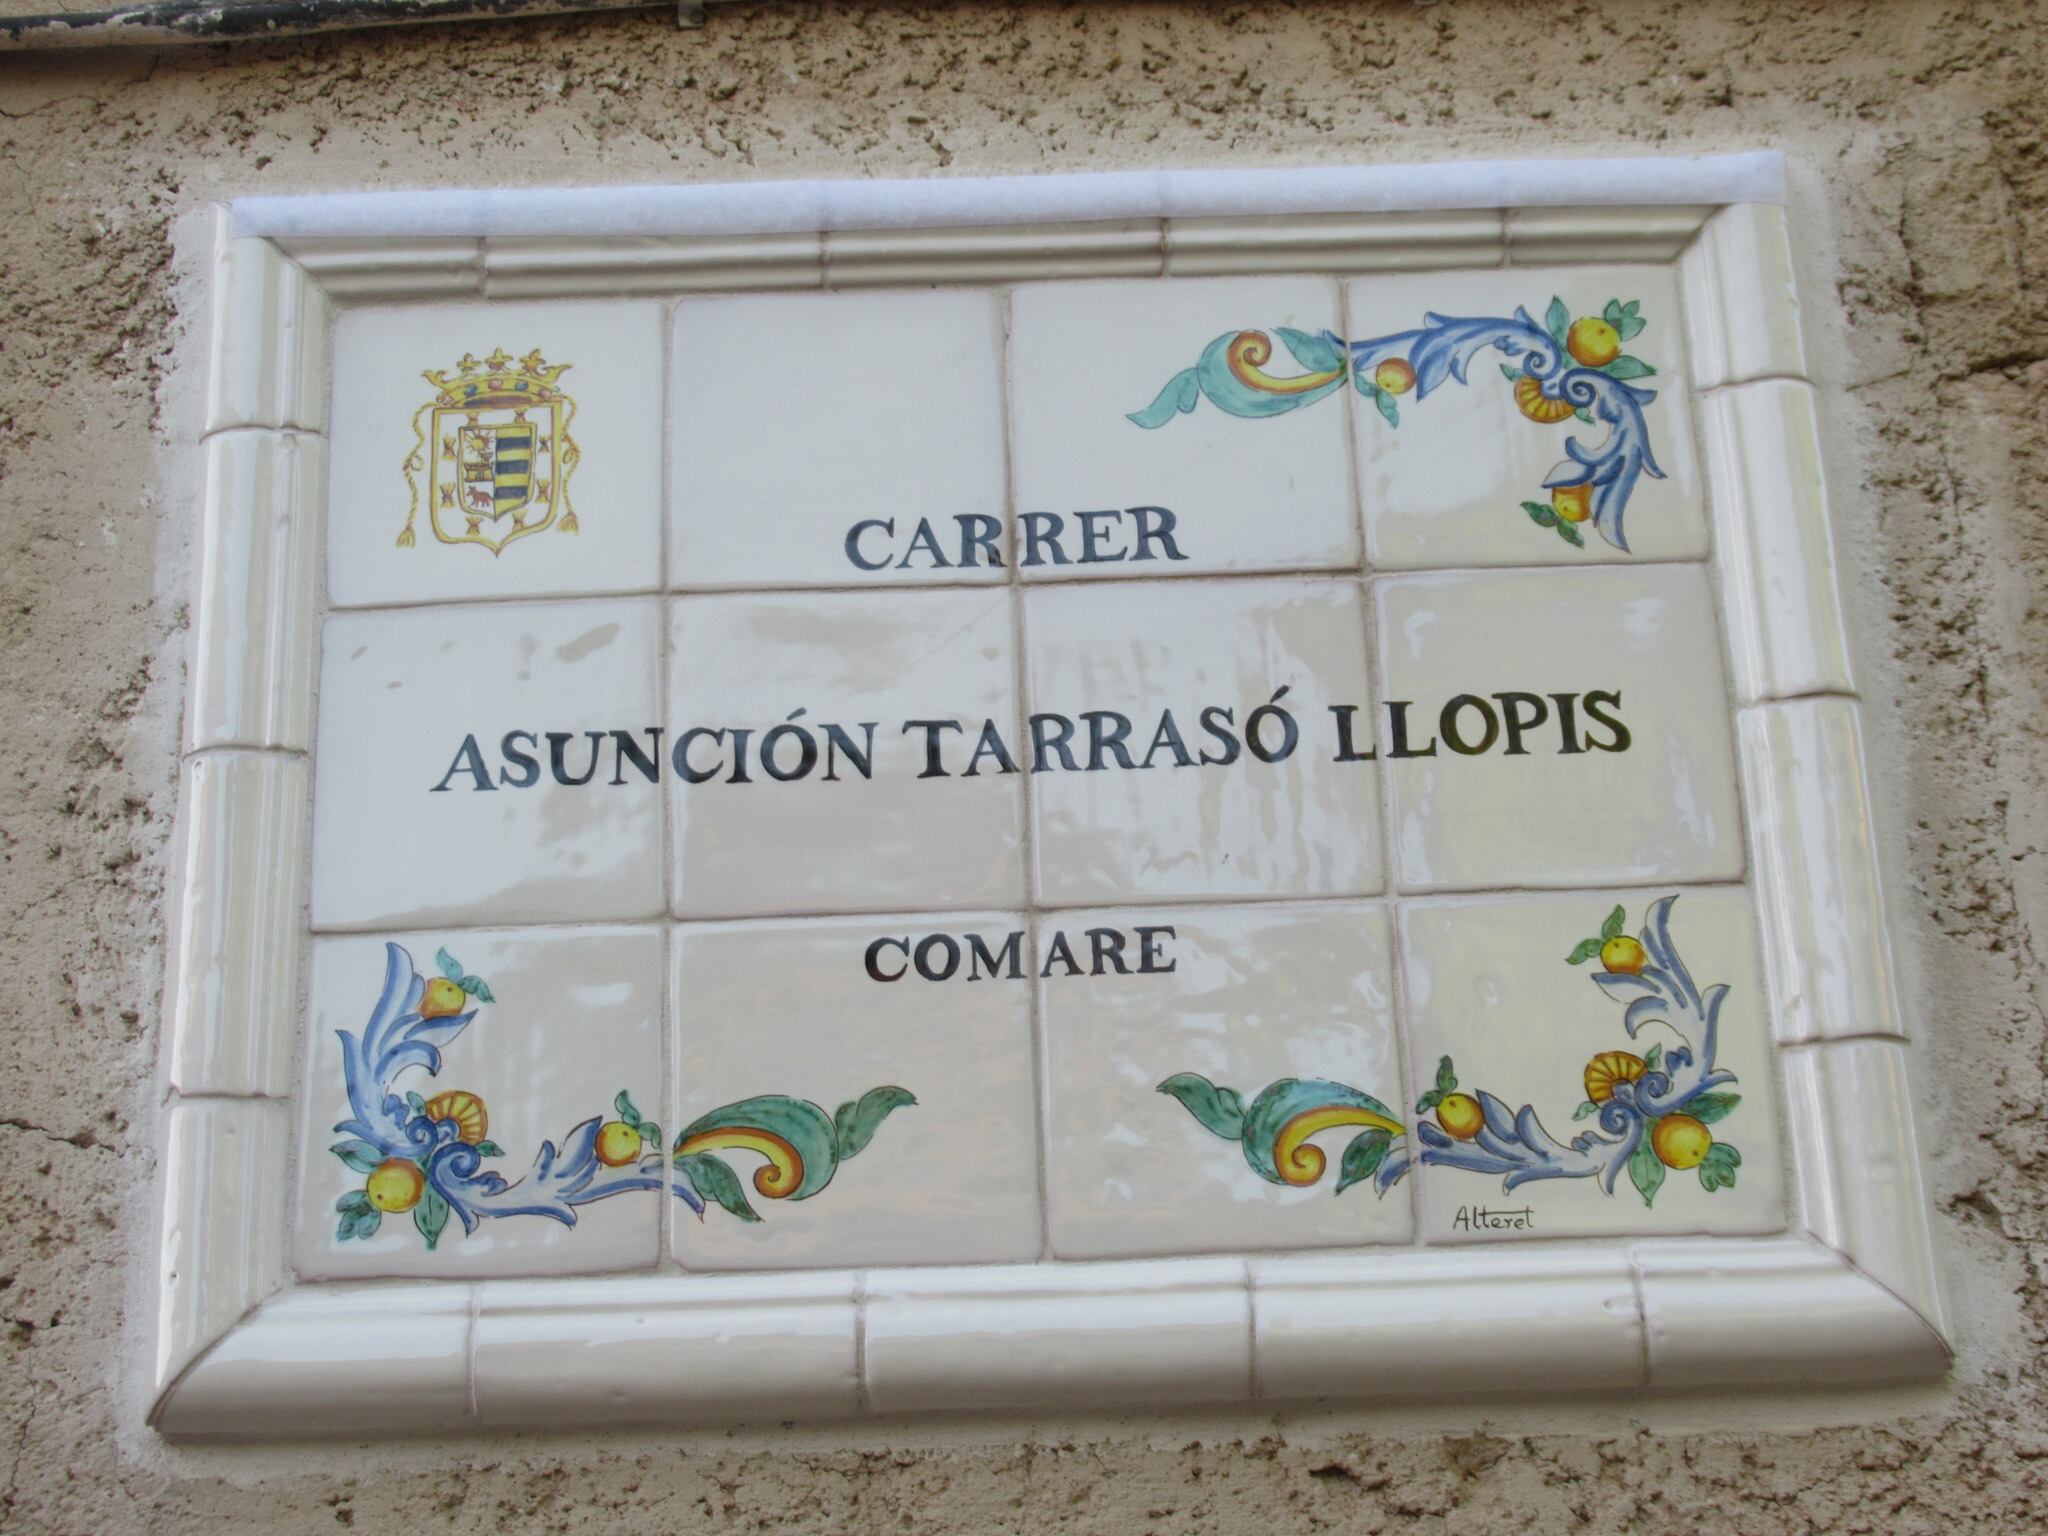 CARRER
ASUNCIÓN TARRASÓ LLOPIS
COMARE
Alteret